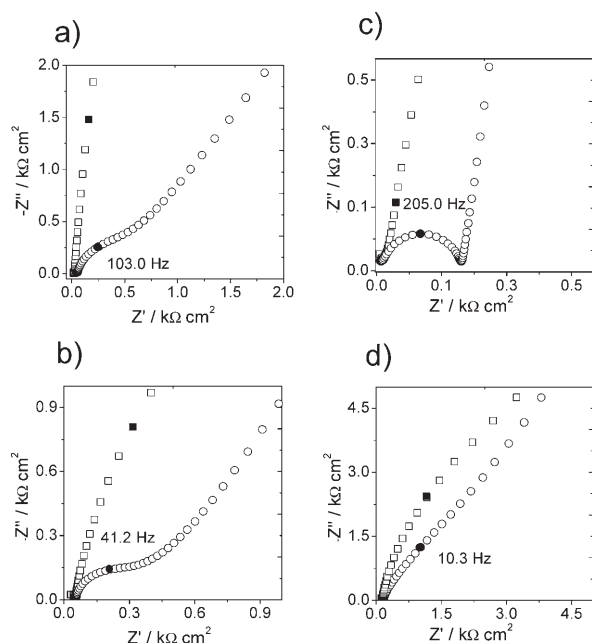 a)
2.0
1.5
1.0
0.5
0.0
-Z'' / kΩ cm²
103.0 Hz
0.0 0.5 1.0 1.5 2.0
Z' / kΩ cm²
c)
0.5
0.3
0.2
0.0
-Z'' / kΩ cm²
205.0 Hz
0.0 0.1 0.3
Z' / kΩ cm²
b)
0.9
0.6
0.3
0.0
-Z'' / kΩ cm²
41.2 Hz
0.0 0.3 0.6 0.9
Z' / kΩ cm²
d)
4.5
3.0
1.5
0.0
-Z'' / kΩ cm²
10.3 Hz
0.0 1.5 3.0 4.5
Z' / kΩ cm²